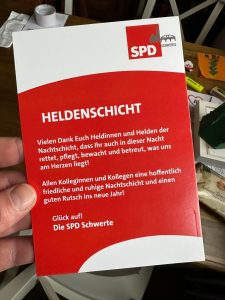 SPD
SCHWERTE
HELDENSCHICHT
Vielen Dank Euch Heldinnen und Helden der
Nachtschicht, dass Ihr auch in dieser Nacht
rettet, pflegt, bewacht und betreut, was uns
am Herzen liegt!
Allen Kolleginnen und Kollegen eine hoffentlich
friedliche und ruhige Nachtschicht und einen
guten Rutsch ins neue Jahr!
Glück auf!
Die SPD Schwerte